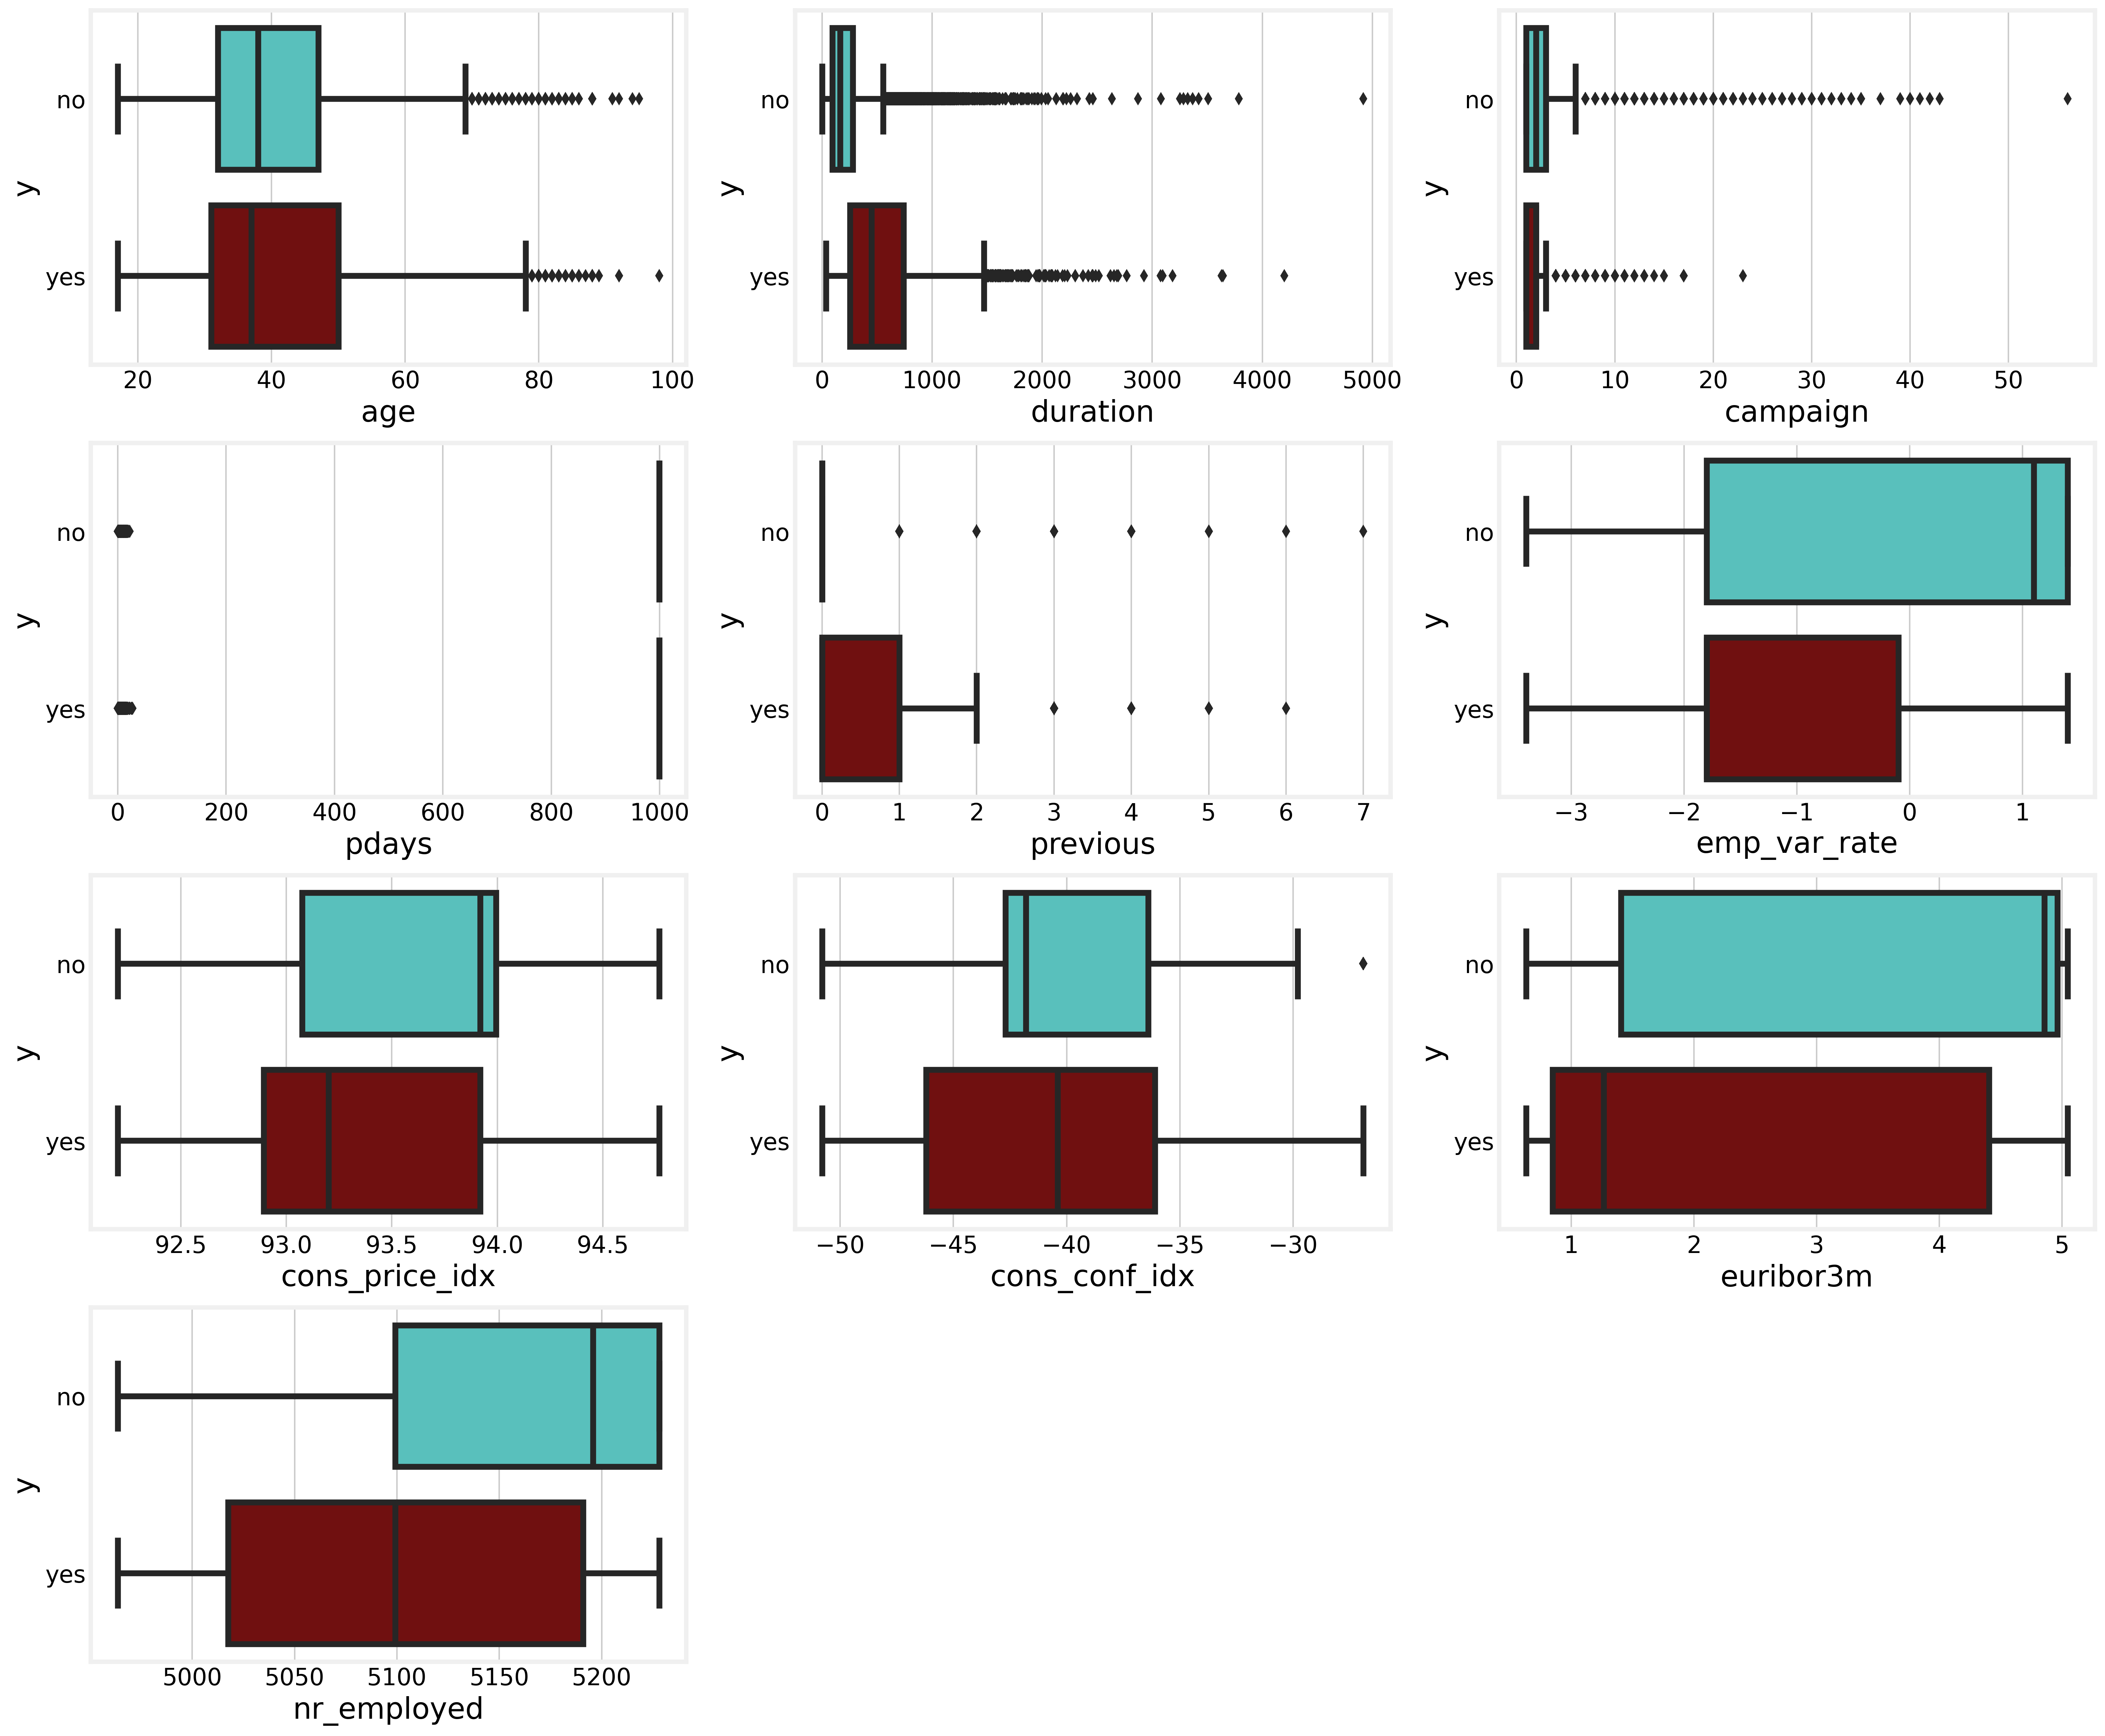 y
no
yes
20 40 60 80 100
age
y
no
yes
0 1000 2000 3000 4000 5000
duration
y
no
yes
0 10 20 30 40 50
campaign
y
no
yes
0 200 400 600 800 1000
pdays
y
no
yes
0 1 2 3 4 5 6 7
previous
y
no
yes
−3 −2 −1 0 1
emp_var_rate
y
no
yes
92.5 93.0 93.5 94.0 94.5
cons_price_idx
y
no
yes
−50 −45 −40 −35 −30
cons_conf_idx
y
no
yes
1 2 3 4 5
euribor3m
y
no
yes
5000 5050 5100 5150 5200
nr_employed